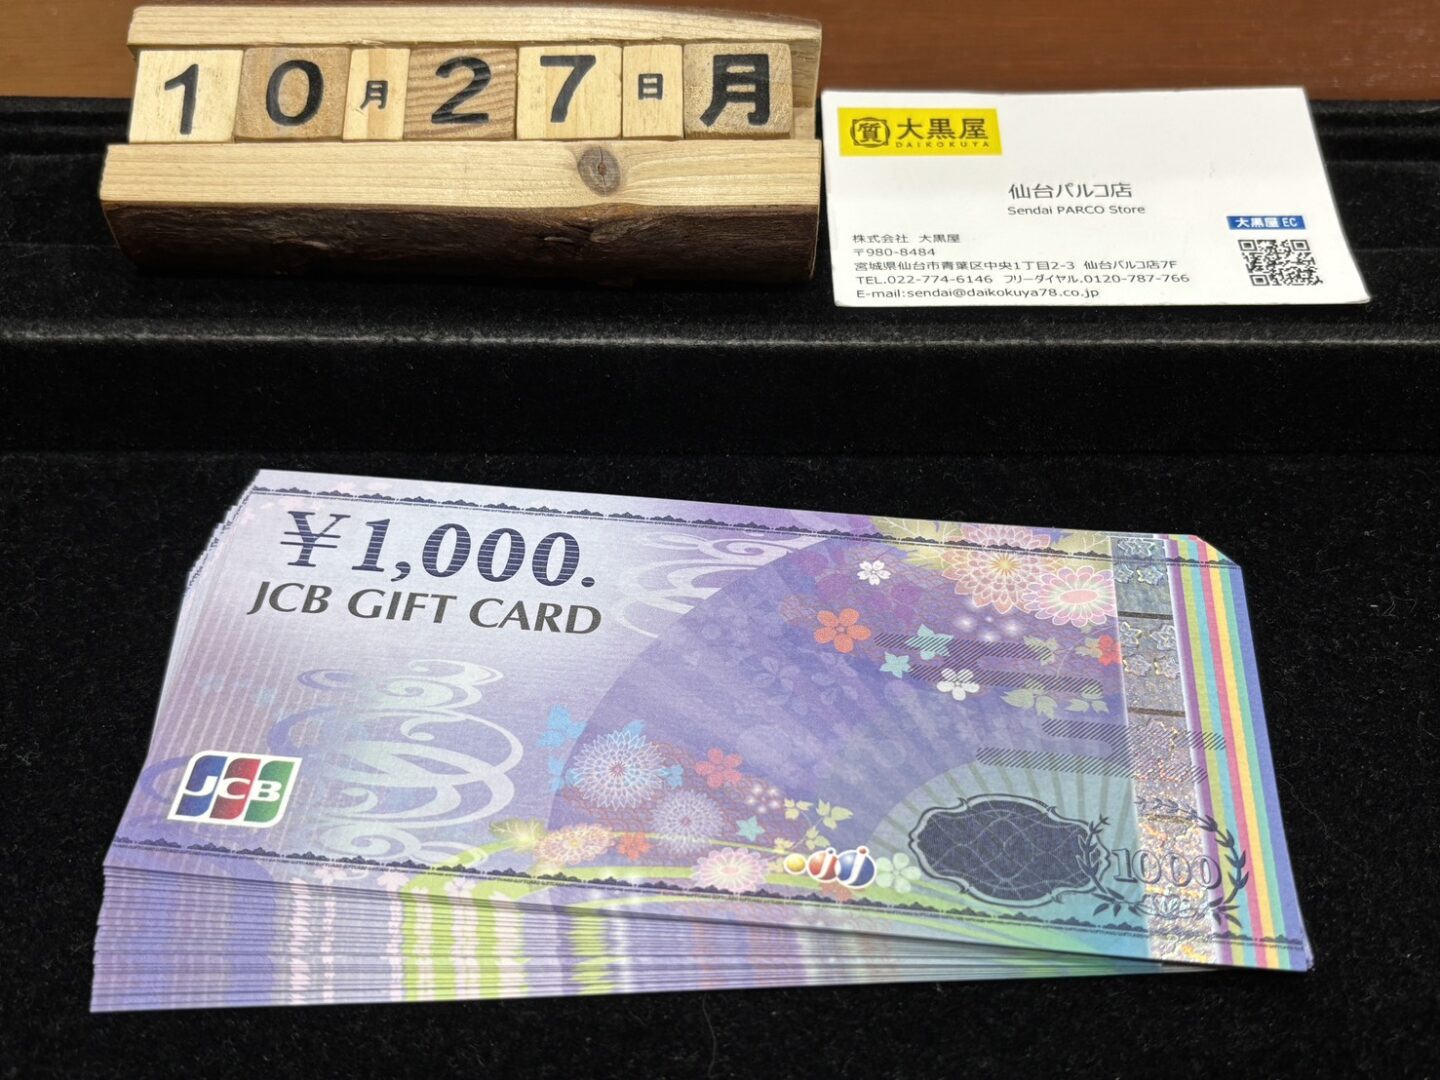 10月27日月
質 大黒屋
DAIKOKUYA
仙台パルコ店
Sendai PARCO Store
大黒屋 EC
株式会社 大黒屋
〒980-8484
宮城県仙台市青葉区中央1丁目2-3 仙台パルコ店7F
TEL.022-774-6146 フリーダイヤル.0120-787-766
E-mail:sendai@daikokuya78.co.jp
¥1,000.
JCB GIFT CARD
JCB
1000